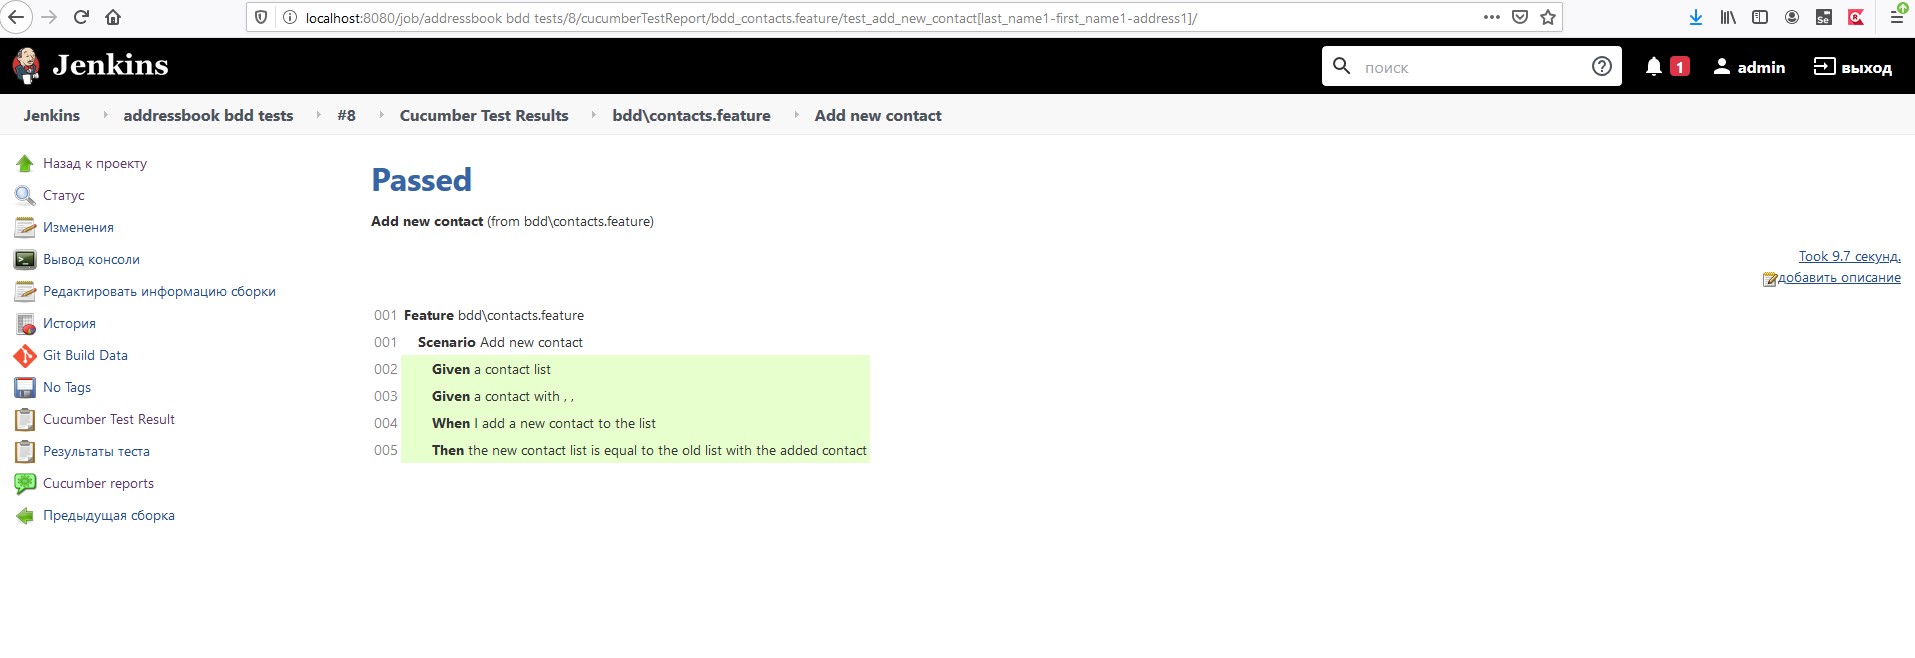 localhost:8080/job/addressbook bdd tests/8/cucumberTestReport/bdd_contacts.feature/test_add_new_contact[last_name1-first_name1-address1]/
Jenkins
поиск
1
admin
выход
Jenkins
addressbook bdd tests
#8
Cucumber Test Results
bdd\contacts.feature
Add new contact
Назад к проекту
Статус
Изменения
Вывод консоли
Редактировать информацию сборки
История
Git Build Data
No Tags
Cucumber Test Result
Результаты теста
Cucumber reports
Предыдущая сборка
Passed
Add new contact (from bdd\contacts.feature)
Took 9.7 секунд.
добавить описание
001 Feature bdd\contacts.feature
001 Scenario Add new contact
002 Given a contact list
003 Given a contact with , ,
004 When I add a new contact to the list
005 Then the new contact list is equal to the old list with the added contact